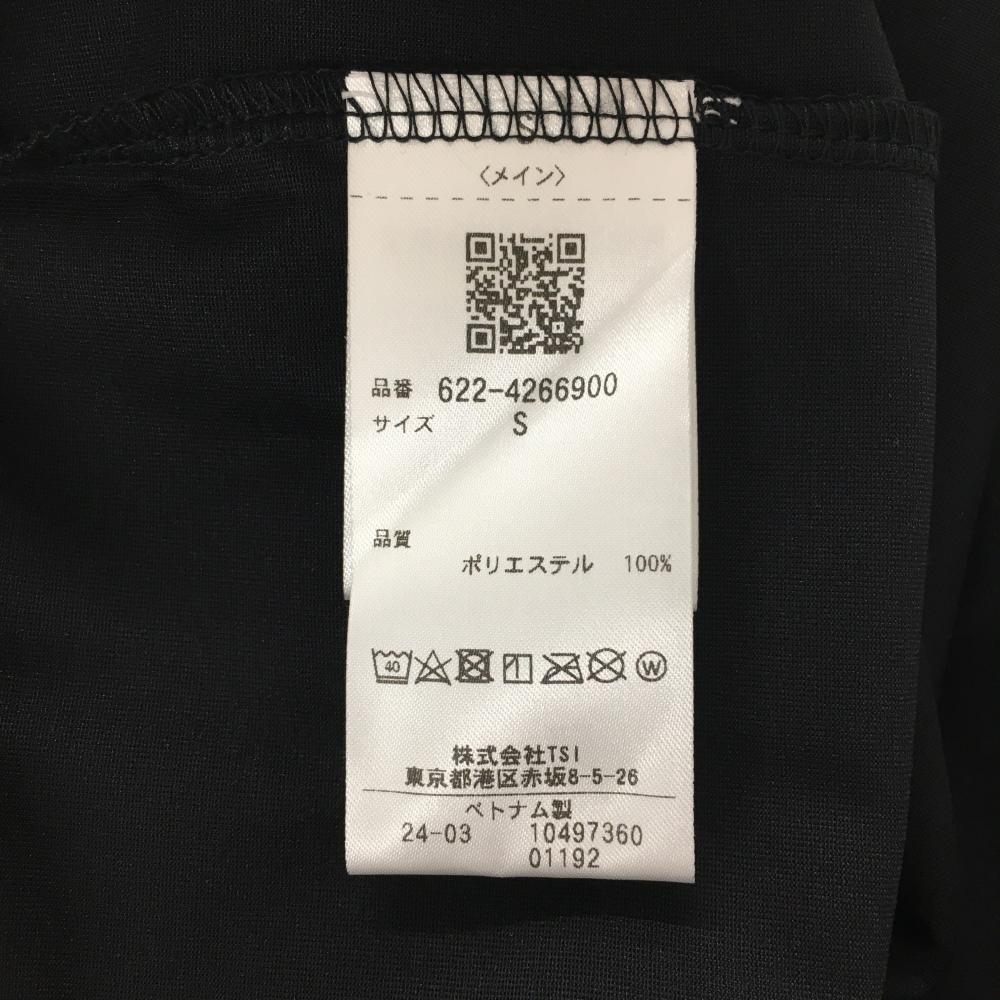 S
〈メイン〉
品番 622-4266900
サイズ S
品質
ポリエステル 100%
40
W
株式会社TSI
東京都港区赤坂8-5-26
ベトナム製
24-03 10497360
01192